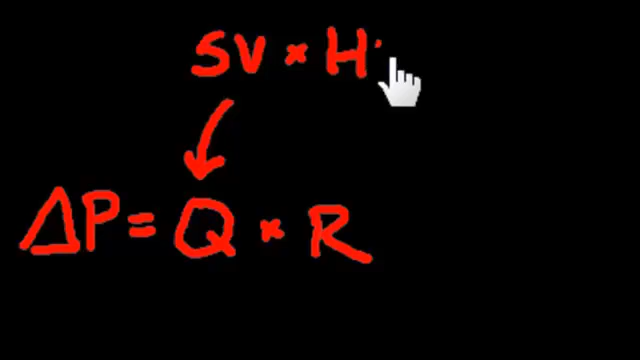 SV × H
ΔP = Q × R